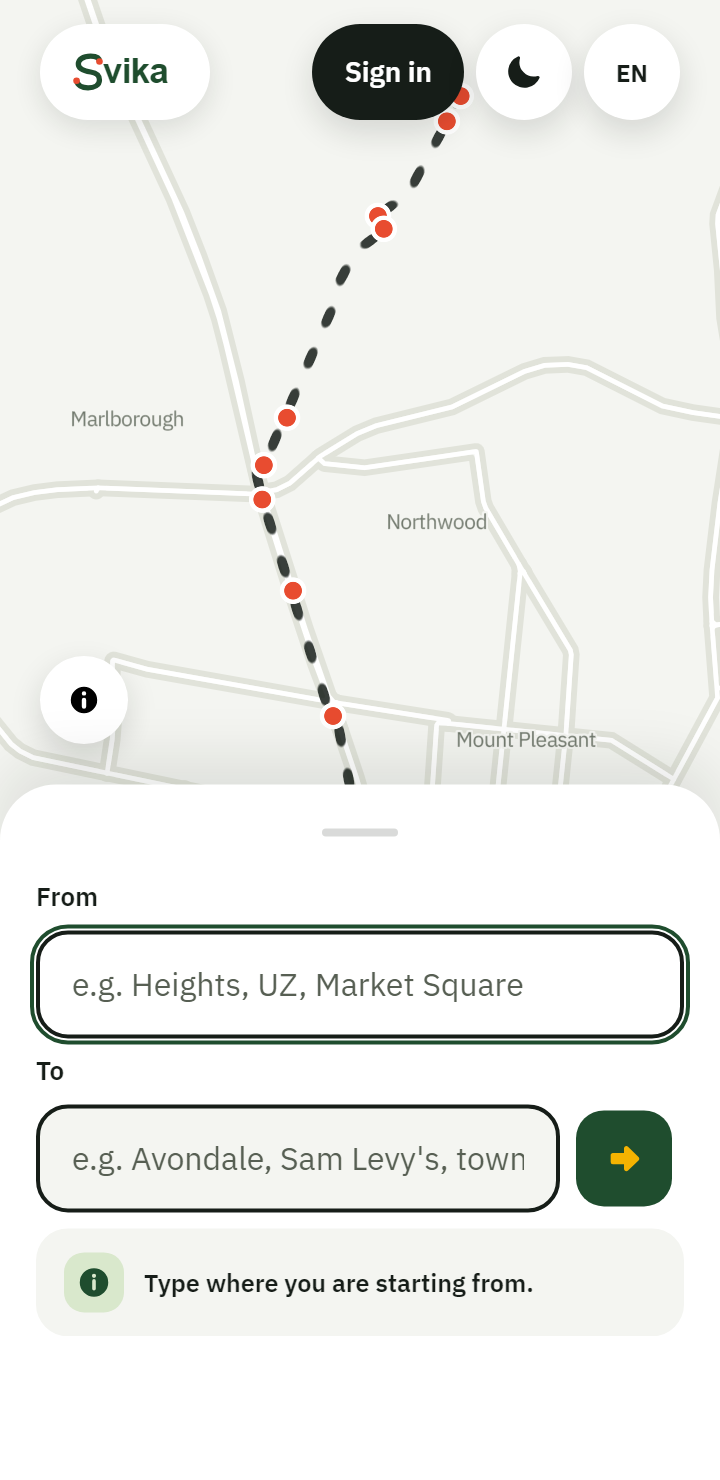 Svika
Sign in
EN
Marlborough
Northwood
Mount Pleasant
From
e.g. Heights, UZ, Market Square
To
e.g. Avondale, Sam Levy's, town
Type where you are starting from.